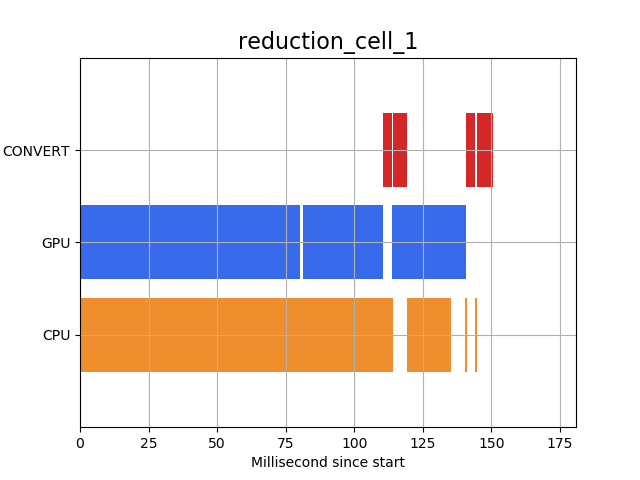 reduction_cell_1
CONVERT
GPU
CPU
0 25 50 75 100 125 150 175
Millisecond since start